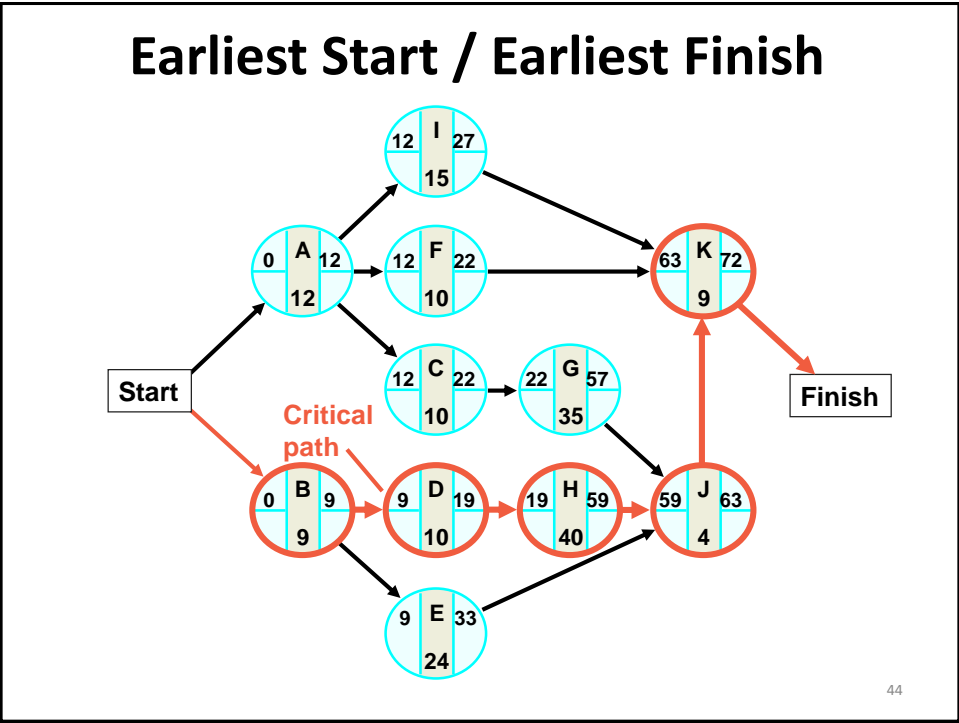 Earliest Start / Earliest Finish
I
12 27
15
A
0 12
12
F
12 22
10
K
63 72
9
C
12 22
10
G
22 57
35
Start
Finish
Critical
path
B
0 9
9
D
9 19
10
H
19 59
40
J
59 63
4
E
9 33
24
44